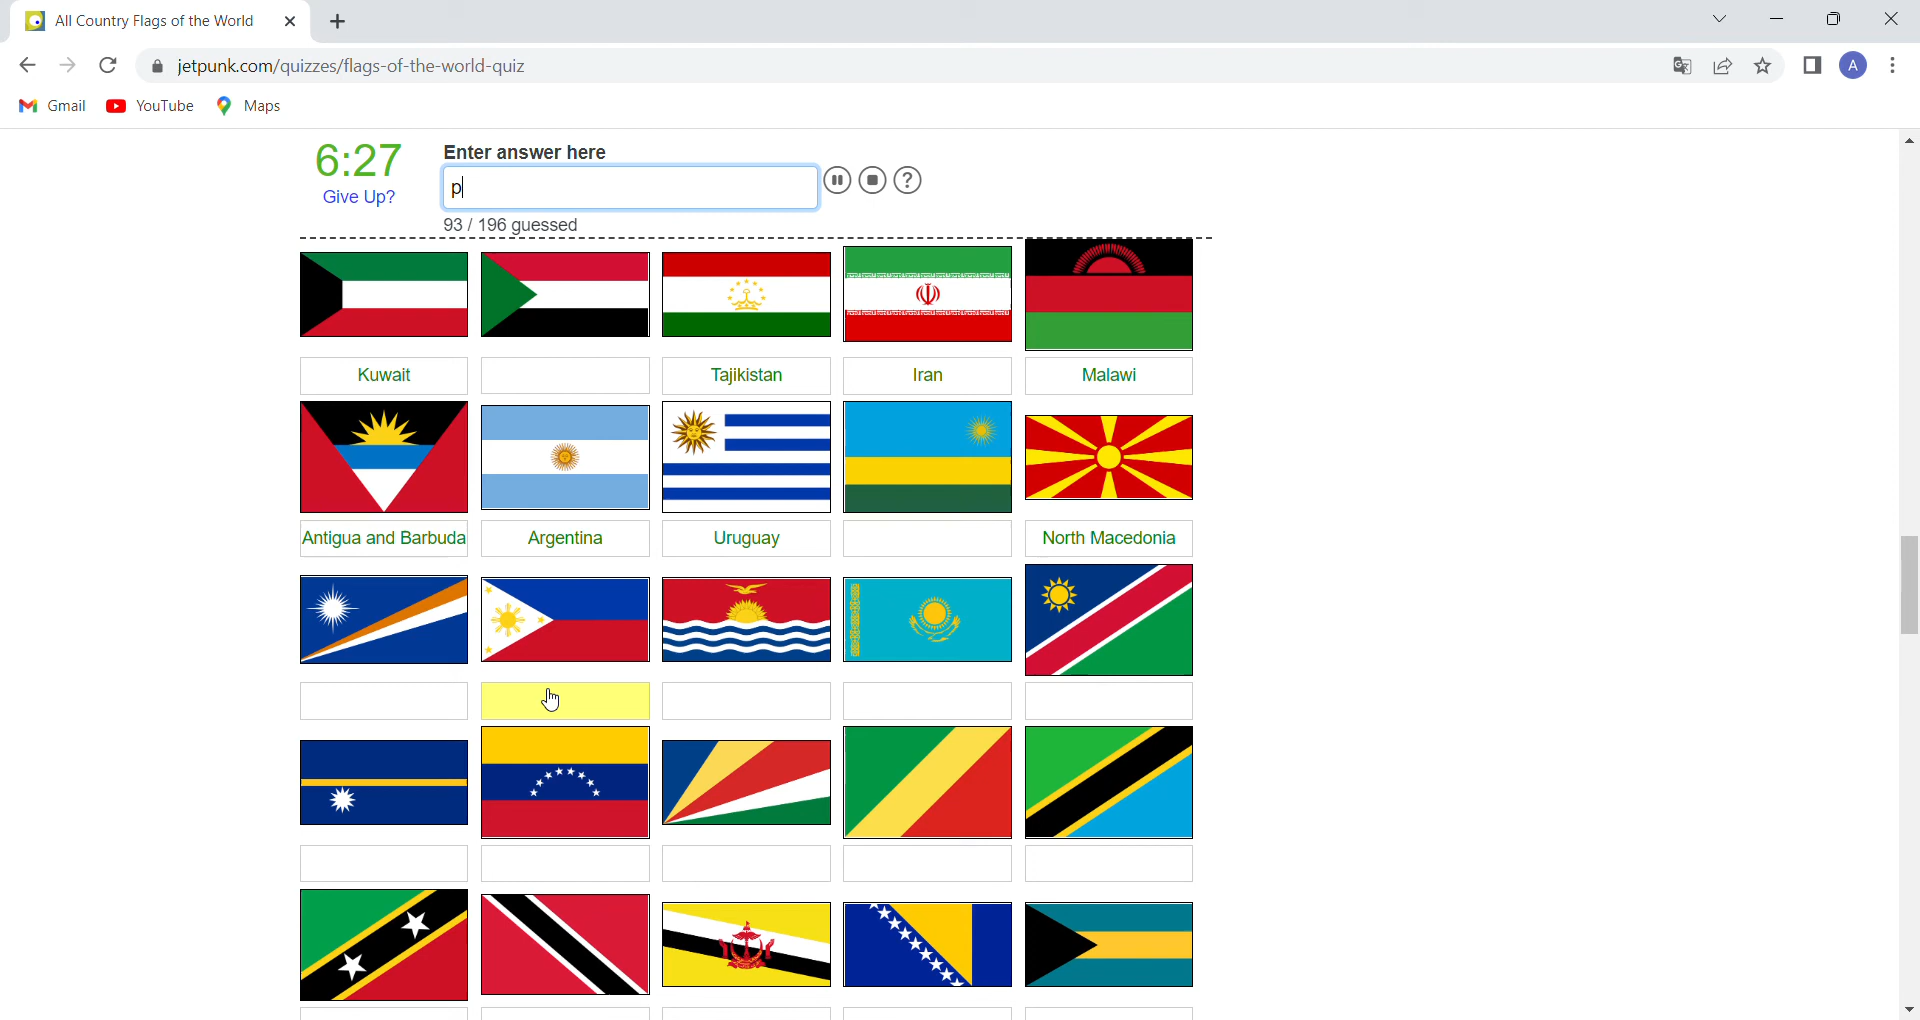 All Country Flags of the World
jetpunk.com/quizzes/flags-of-the-world-quiz
A
Gmail YouTube Maps
6:27
Give Up?
Enter answer here
p
?
93 / 196 guessed
Kuwait Tajikistan Iran Malawi
Antigua and Barbuda Argentina Uruguay North Macedonia